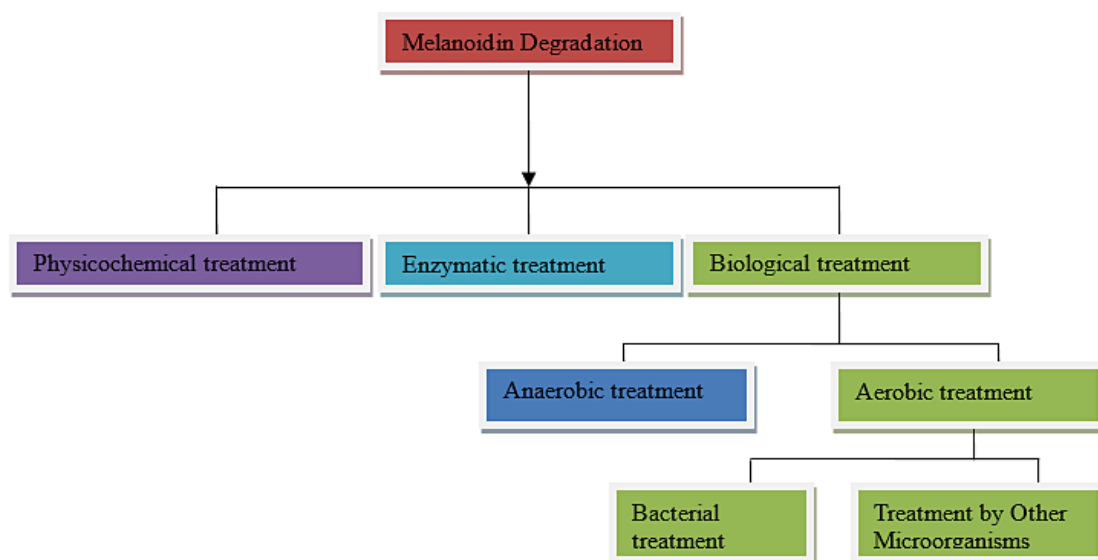 Melanoidin Degradation
Physicochemical treatment
Enzymatic treatment
Biological treatment
Anaerobic treatment
Aerobic treatment
Bacterial
treatment
Treatment by Other
Microorganisms